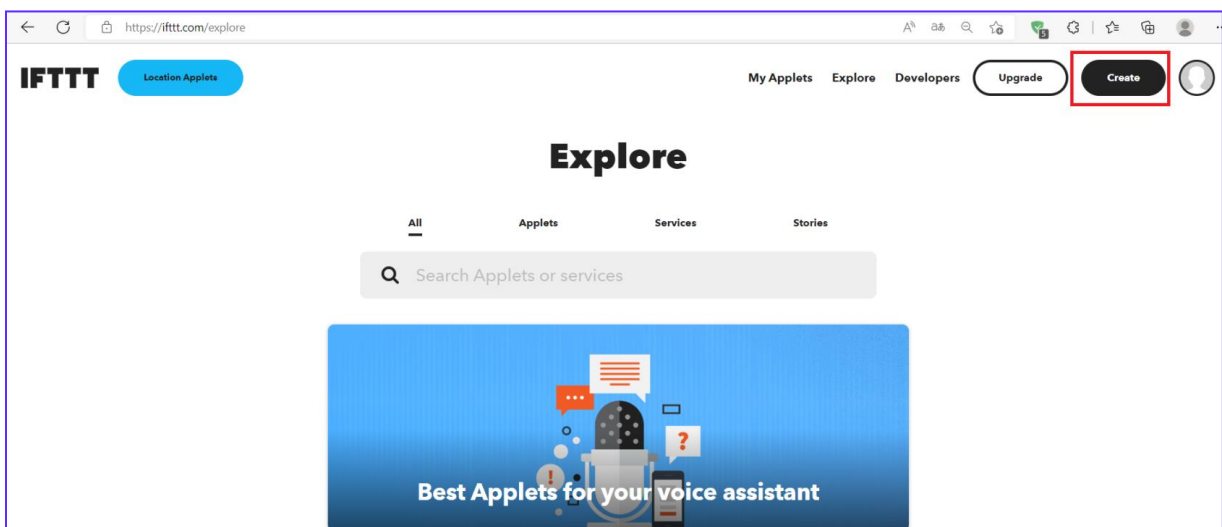 https://ifttt.com/explore
5
IFTTT Location Applets My Applets Explore Developers Upgrade Create
Explore
All Applets Services Stories
Search Applets or services
Best Applets for your voice assistant